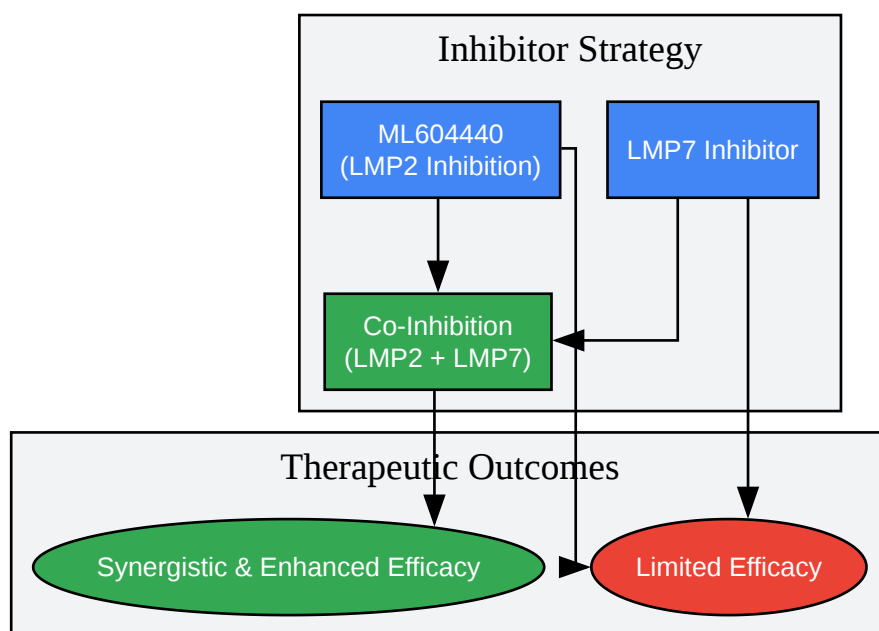 Inhibitor Strategy
ML604440
(LMP2 Inhibition)
LMP7 Inhibitor
Co-Inhibition
(LMP2 + LMP7)
Therapeutic Outcomes
Synergistic & Enhanced Efficacy
Limited Efficacy